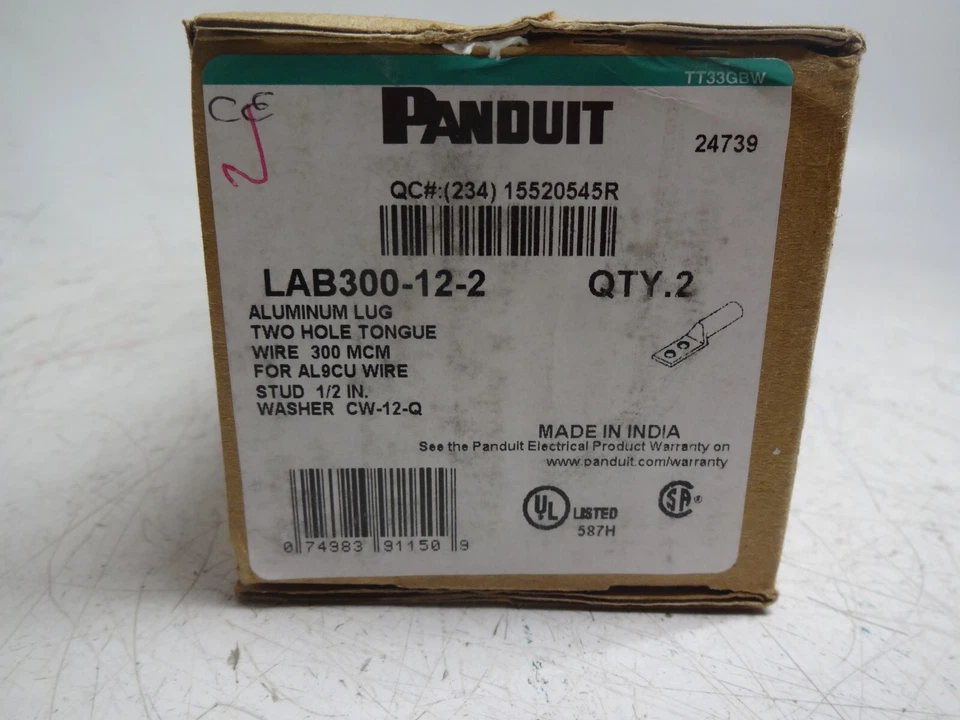 TT33GBW
PANDUIT
24739
QC#:(234) 15520545R
LAB300-12-2 QTY.2
ALUMINUM LUG
TWO HOLE TONGUE
WIRE 300 MCM
FOR AL9CU WIRE
STUD 1/2 IN.
WASHER CW-12-Q
MADE IN INDIA
See the Panduit Electrical Product Warranty on
www.panduit.com/warranty
UL LISTED
587H
SA ®
0 74983 91150 9